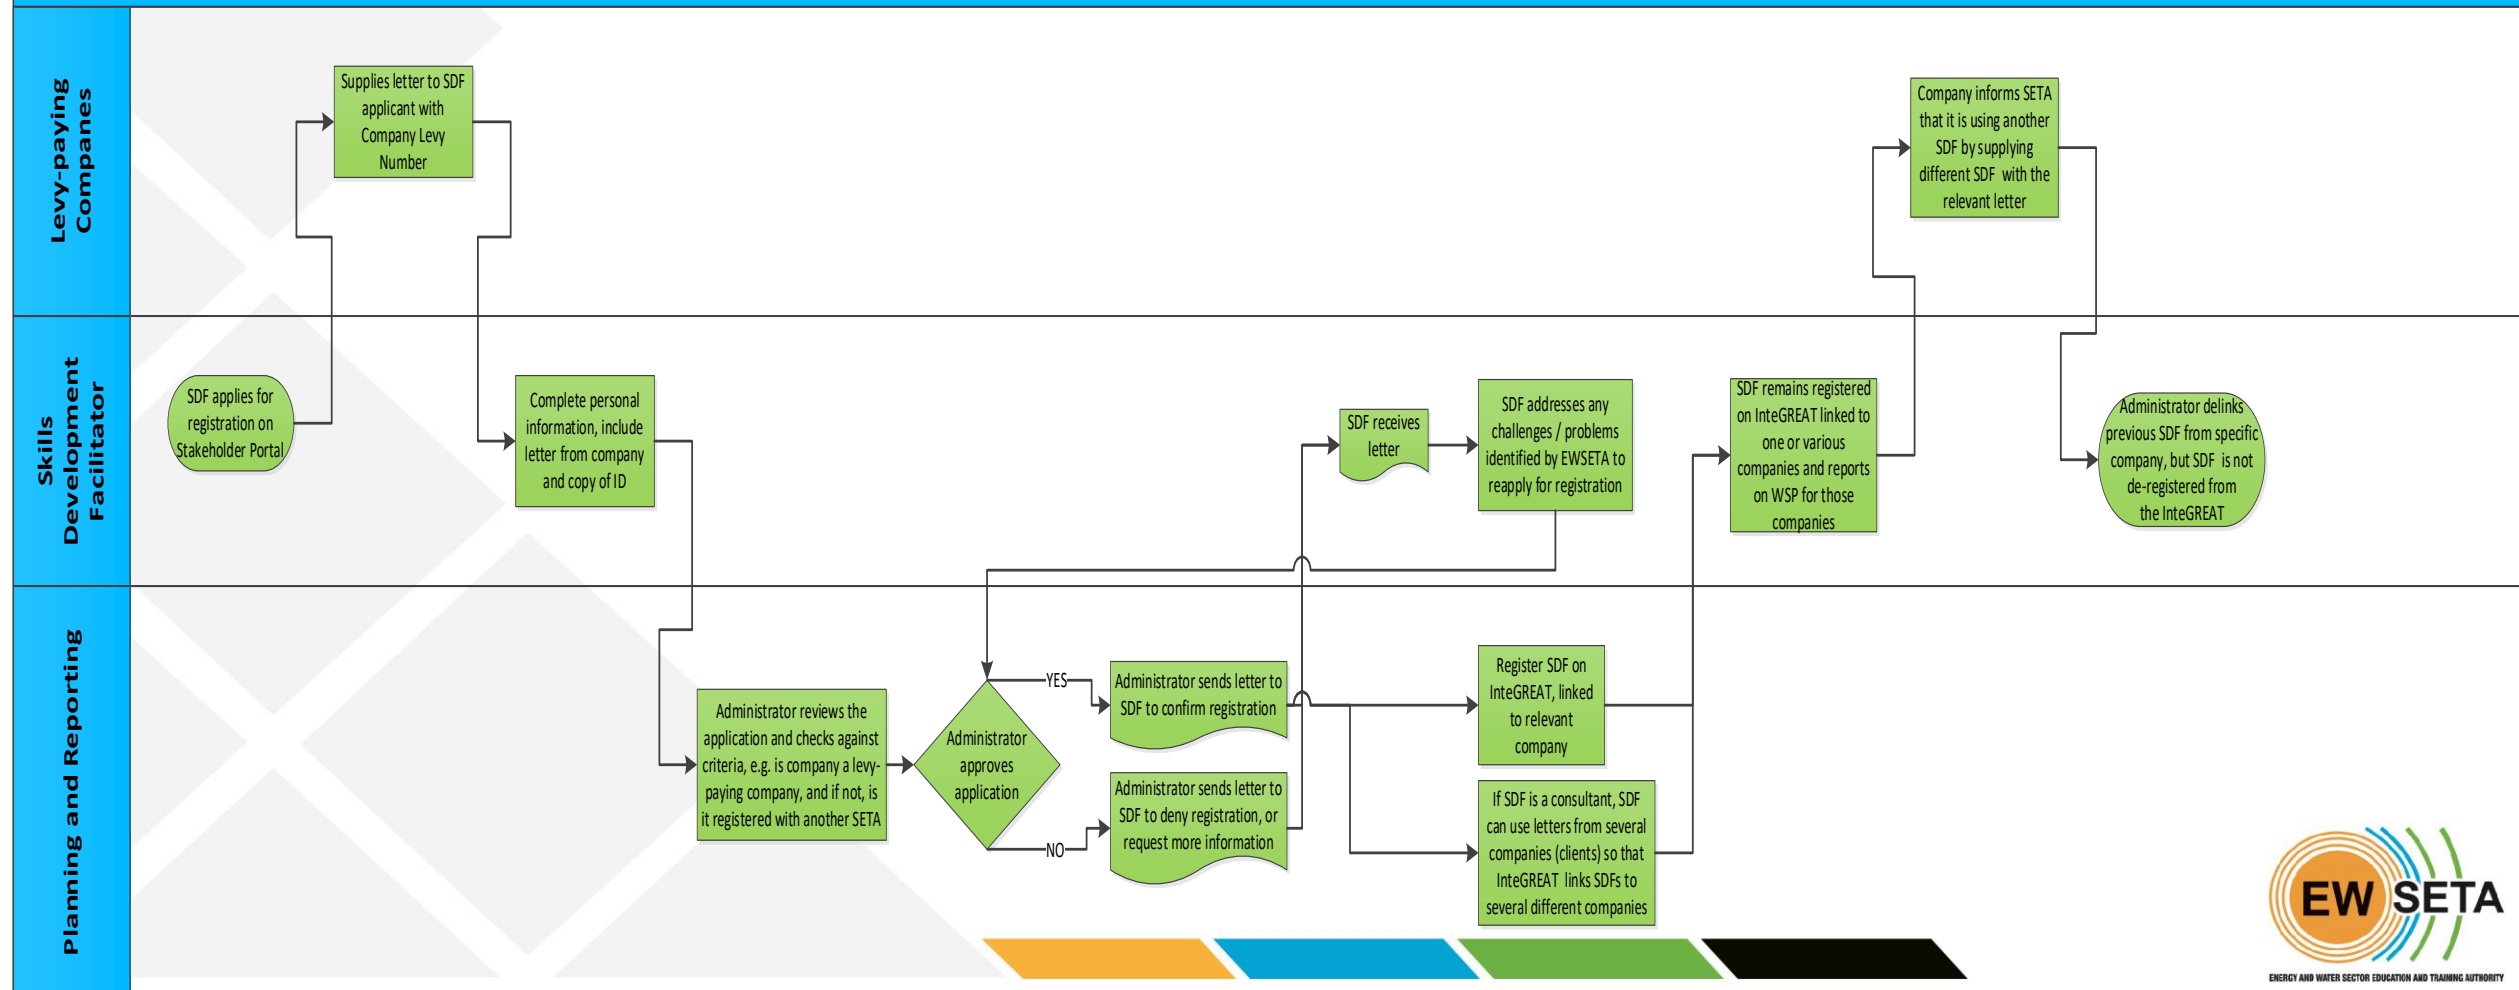 Levy-paying
Companes
Supplies letter to SDF
applicant with
Company Levy
Number
Company informs SETA
that it is using another
SDF by supplying
different SDF with the
relevant letter
Skills
Development
Facilitator
SDF applies for
registration on
Stakeholder Portal
Complete personal
information, include
letter from company
and copy of ID
SDF receives
letter
SDF addresses any
challenges / problems
identified by EWSETA to
reapply for registration
SDF remains registered
on InteGREAT linked to
one or various
companies and reports
on WSP for those
companies
Administrator delinks
previous SDF from specific
company, but SDF is not
de-registered from
the InteGREAT
Planning and Reporting
Administrator reviews the
application and checks against
criteria, e.g. is company a levy-
paying company, and if not, is
it registered with another SETA
Administrator
approves
application
YES
NO
Administrator sends letter to
SDF to confirm registration
Administrator sends letter to
SDF to deny registration, or
request more information
Register SDF on
InteGREAT, linked
to relevant
company
If SDF is a consultant, SDF
can use letters from several
companies (clients) so that
InteGREAT links SDFs to
several different companies
EW SETA
ENERGY AND WATER SECTOR EDUCATION AND TRAINING AUTHORITY